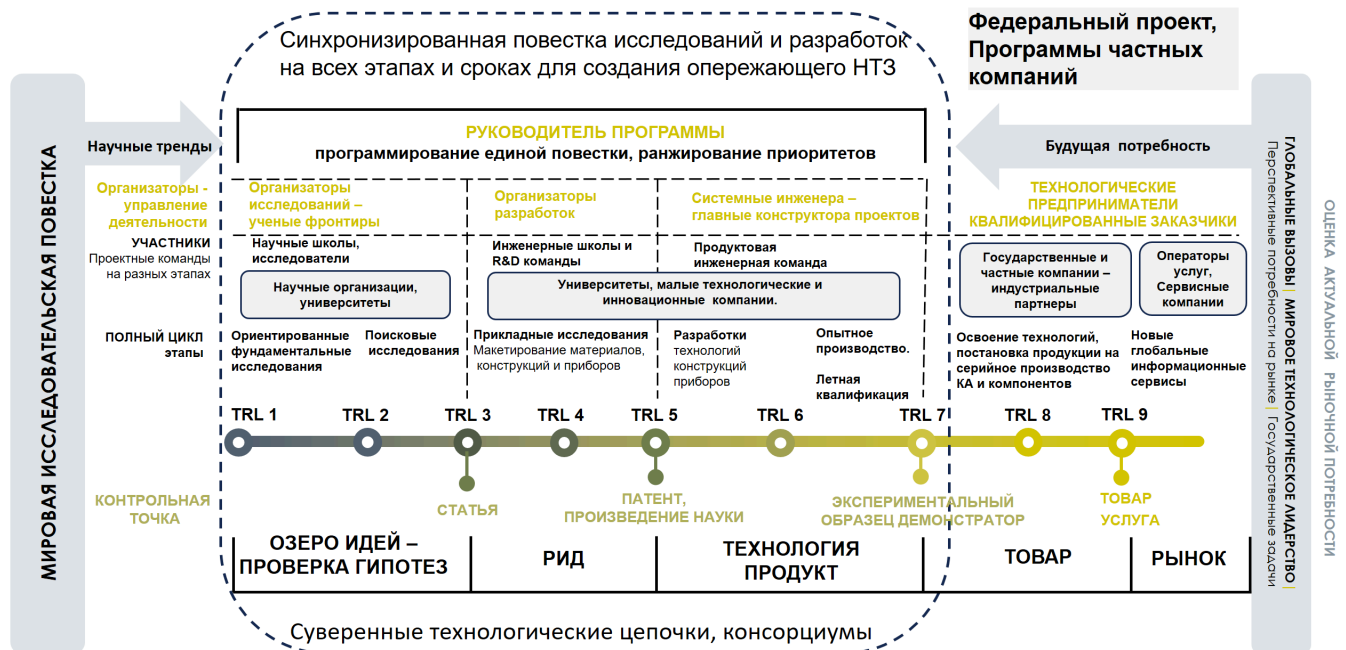 Синхронизированная повестка исследований и разработок
на всех этапах и сроках для создания опережающего НТЗ
Федеральный проект,
Программы частных
компаний
МИРОВАЯ ИССЛЕДОВАТЕЛЬСКАЯ ПОВЕСТКА
Научные тренды
РУКОВОДИТЕЛЬ ПРОГРАММЫ
программирование единой повестки, ранжирование приоритетов
Будущая потребность
Организаторы -
управление
деятельности
Организаторы
исследований –
ученые фронтиры
Организаторы
разработок
Системные инженера –
главные конструктора проектов
ТЕХНОЛОГИЧЕСКИЕ
ПРЕДПРИНИМАТЕЛИ
КВАЛИФИЦИРОВАННЫЕ ЗАКАЗЧИКИ
УЧАСТНИКИ
Проектные команды
на разных этапах
Научные школы,
исследователи
Инженерные школы и
R&D команды
Продуктовая
инженерная команда
Научные организации,
университеты
Университеты, малые технологические и
инновационные компании.
Государственные и
частные компании –
индустриальные
партнеры
Операторы
услуг,
Сервисные
компании
ПОЛНЫЙ ЦИКЛ
этапы
Ориентированные
фундаментальные
исследования
Поисковые
исследования
Прикладные исследования
Макетирование материалов,
конструкций и приборов
Разработки
технологий
конструкций
приборов
Опытное
производство.
Летная
квалификация
Освоение технологий,
постановка продукции на
серийное производство
КА и компонентов
Новые
глобальные
информационные
сервисы
TRL 1
TRL 2
TRL 3
TRL 4
TRL 5
TRL 6
TRL 7
TRL 8
TRL 9
КОНТРОЛЬНАЯ
ТОЧКА
СТАТЬЯ
ПАТЕНТ,
ПРОИЗВЕДЕНИЕ НАУКИ
ЭКСПЕРИМЕНТАЛЬНЫЙ
ОБРАЗЕЦ ДЕМОНСТРАТОР
ТОВАР
УСЛУГА
ОЗЕРО ИДЕЙ –
ПРОВЕРКА ГИПОТЕЗ
РИД
ТЕХНОЛОГИЯ
ПРОДУКТ
ТОВАР
РЫНОК
Суверенные технологические цепочки, консорциумы
ГЛОБАЛЬНЫЕ ВЫЗОВЫ | МИРОВОЕ ТЕХНОЛОГИЧЕСКОЕ ЛИДЕРСТВО |
Перспективные потребности на рынке | Государственные задачи
ОЦЕНКА АКТУАЛЬНОЙ РЫНОЧНОЙ ПОТРЕБНОСТИ